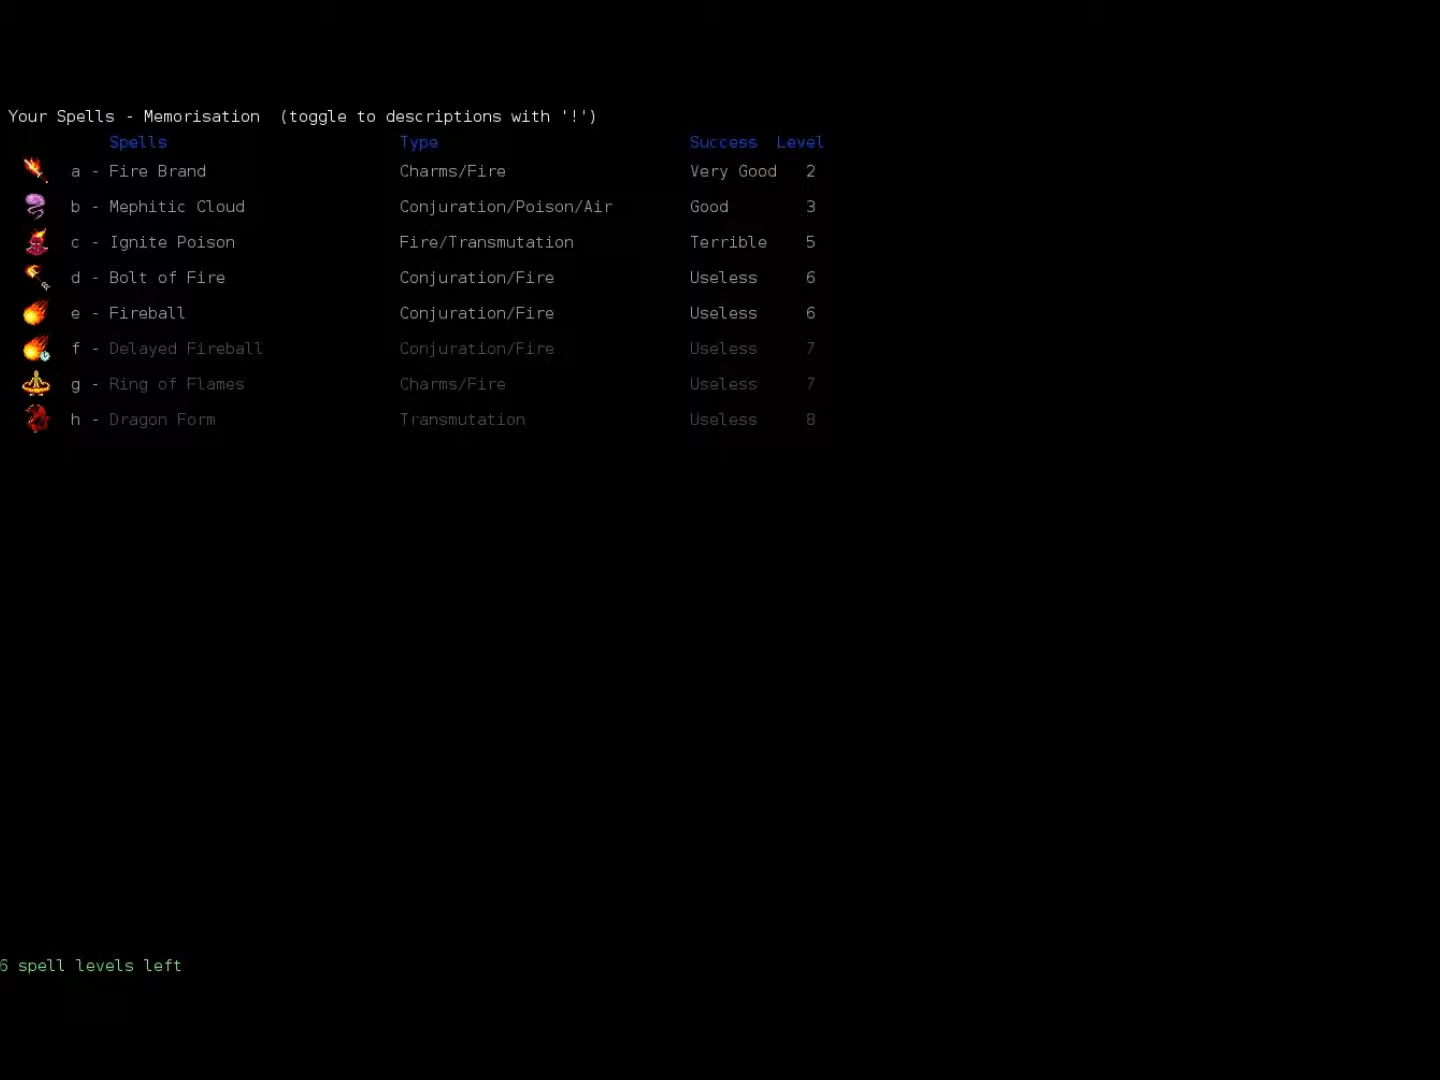 Your Spells - Memorisation  (toggle to descriptions with '!')
Spells Type Success Level
a - Fire Brand Charms/Fire Very Good 2
b - Mephitic Cloud Conjuration/Poison/Air Good 3
c - Ignite Poison Fire/Transmutation Terrible 5
d - Bolt of Fire Conjuration/Fire Useless 6
e - Fireball Conjuration/Fire Useless 6
f - Delayed Fireball Conjuration/Fire Useless 7
g - Ring of Flames Charms/Fire Useless 7
h - Dragon Form Transmutation Useless 8
6 spell levels left